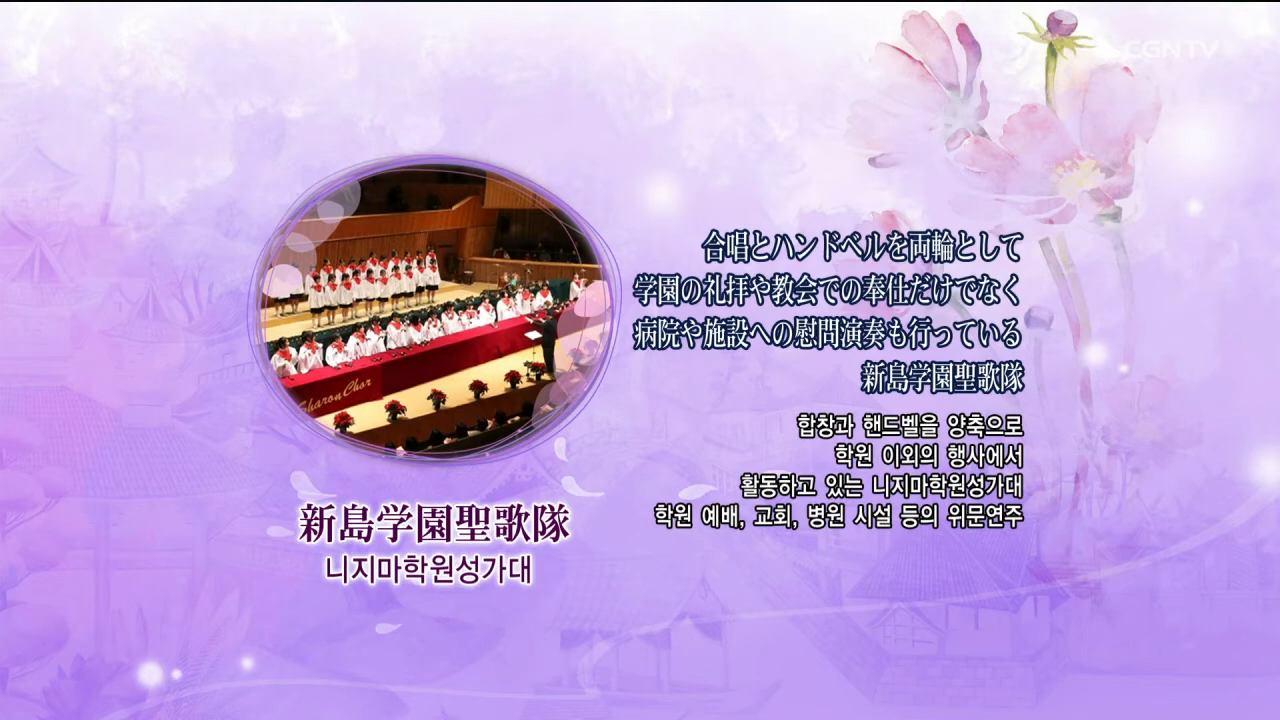 CGNTV
合唱とハンドベルを両輪として
学園の礼拝や教会での奉仕だけでなく
病院や施設への慰問演奏も行っている
新島学園聖歌隊
합창과 핸드벨을 양축으로
학원 이외의 행사에서
활동하고 있는 니지마학원성가대
학원 예배, 교회, 병원 시설 등의 위문연주
Sharon Chor
新島学園聖歌隊
니지마학원성가대